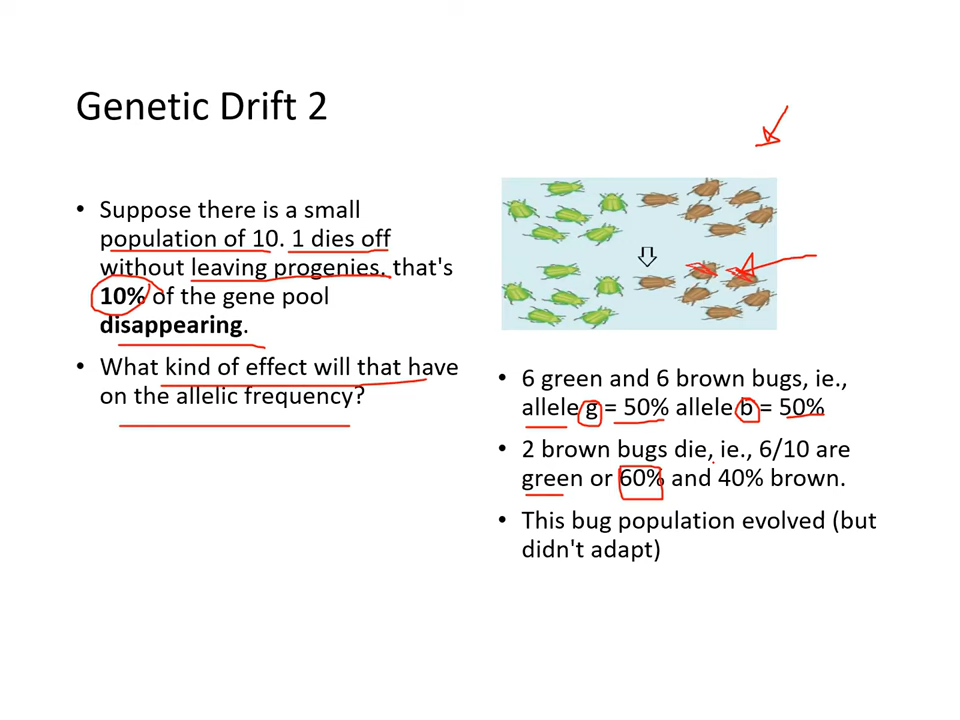 Genetic Drift 2
• Suppose there is a small
population of 10. 1 dies off
without leaving progenies. that's
10% of the gene pool
disappearing.
• What kind of effect will that have
on the allelic frequency?
• 6 green and 6 brown bugs, ie.,
allele g = 50% allele b = 50%
• 2 brown bugs die, ie., 6/10 are
green or 60% and 40% brown.
• This bug population evolved (but
didn't adapt)